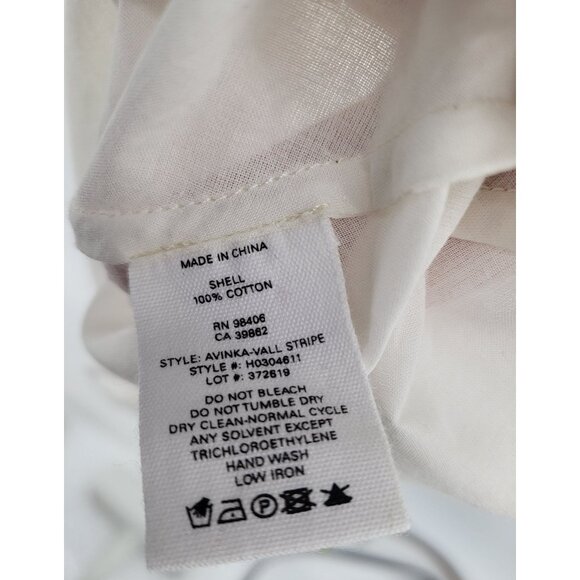 MADE IN CHINA
SHELL
100% COTTON
RN 98406
CA 39862
STYLE: AVINKA-VALL STRIPE
STYLE #: H0304611
LOT #: 372619
DO NOT BLEACH
DO NOT TUMBLE DRY
DRY CLEAN-NORMAL CYCLE
ANY SOLVENT EXCEPT
TRICHLOROETHYLENE
HAND WASH
LOW IRON
P